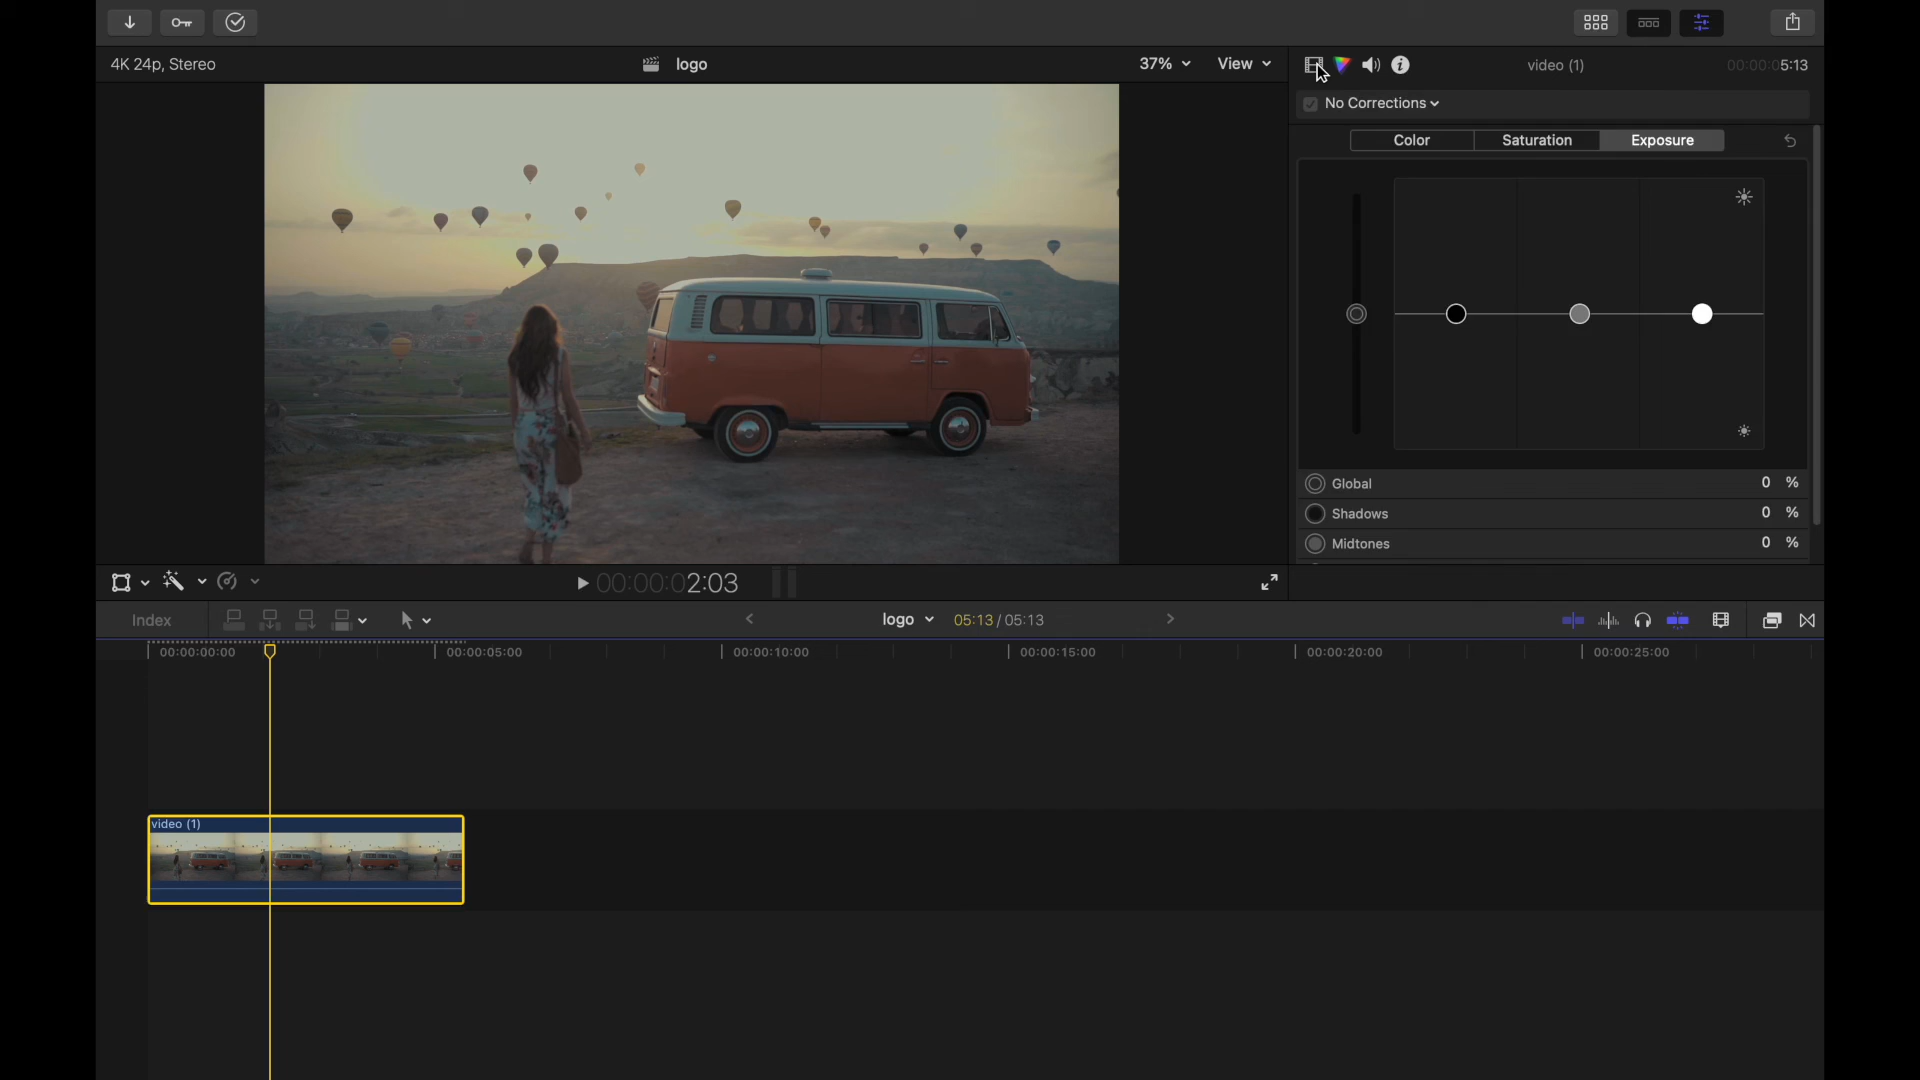 4K 24p, Stereo
logo
37%
View
video (1)
00:00:05:13
No Corrections
Color
Saturation
Exposure
Global
0 %
Shadows
0 %
Midtones
0 %
00:00:02:03
Index
logo
05:13 / 05:13
00:00:00:00
00:00:05:00
00:00:10:00
00:00:15:00
00:00:20:00
00:00:25:00
video (1)